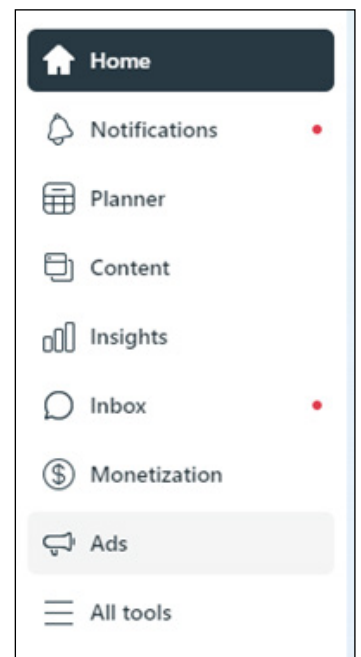 Home
Notifications
Planner
Content
Insights
Inbox
Monetization
Ads
All tools